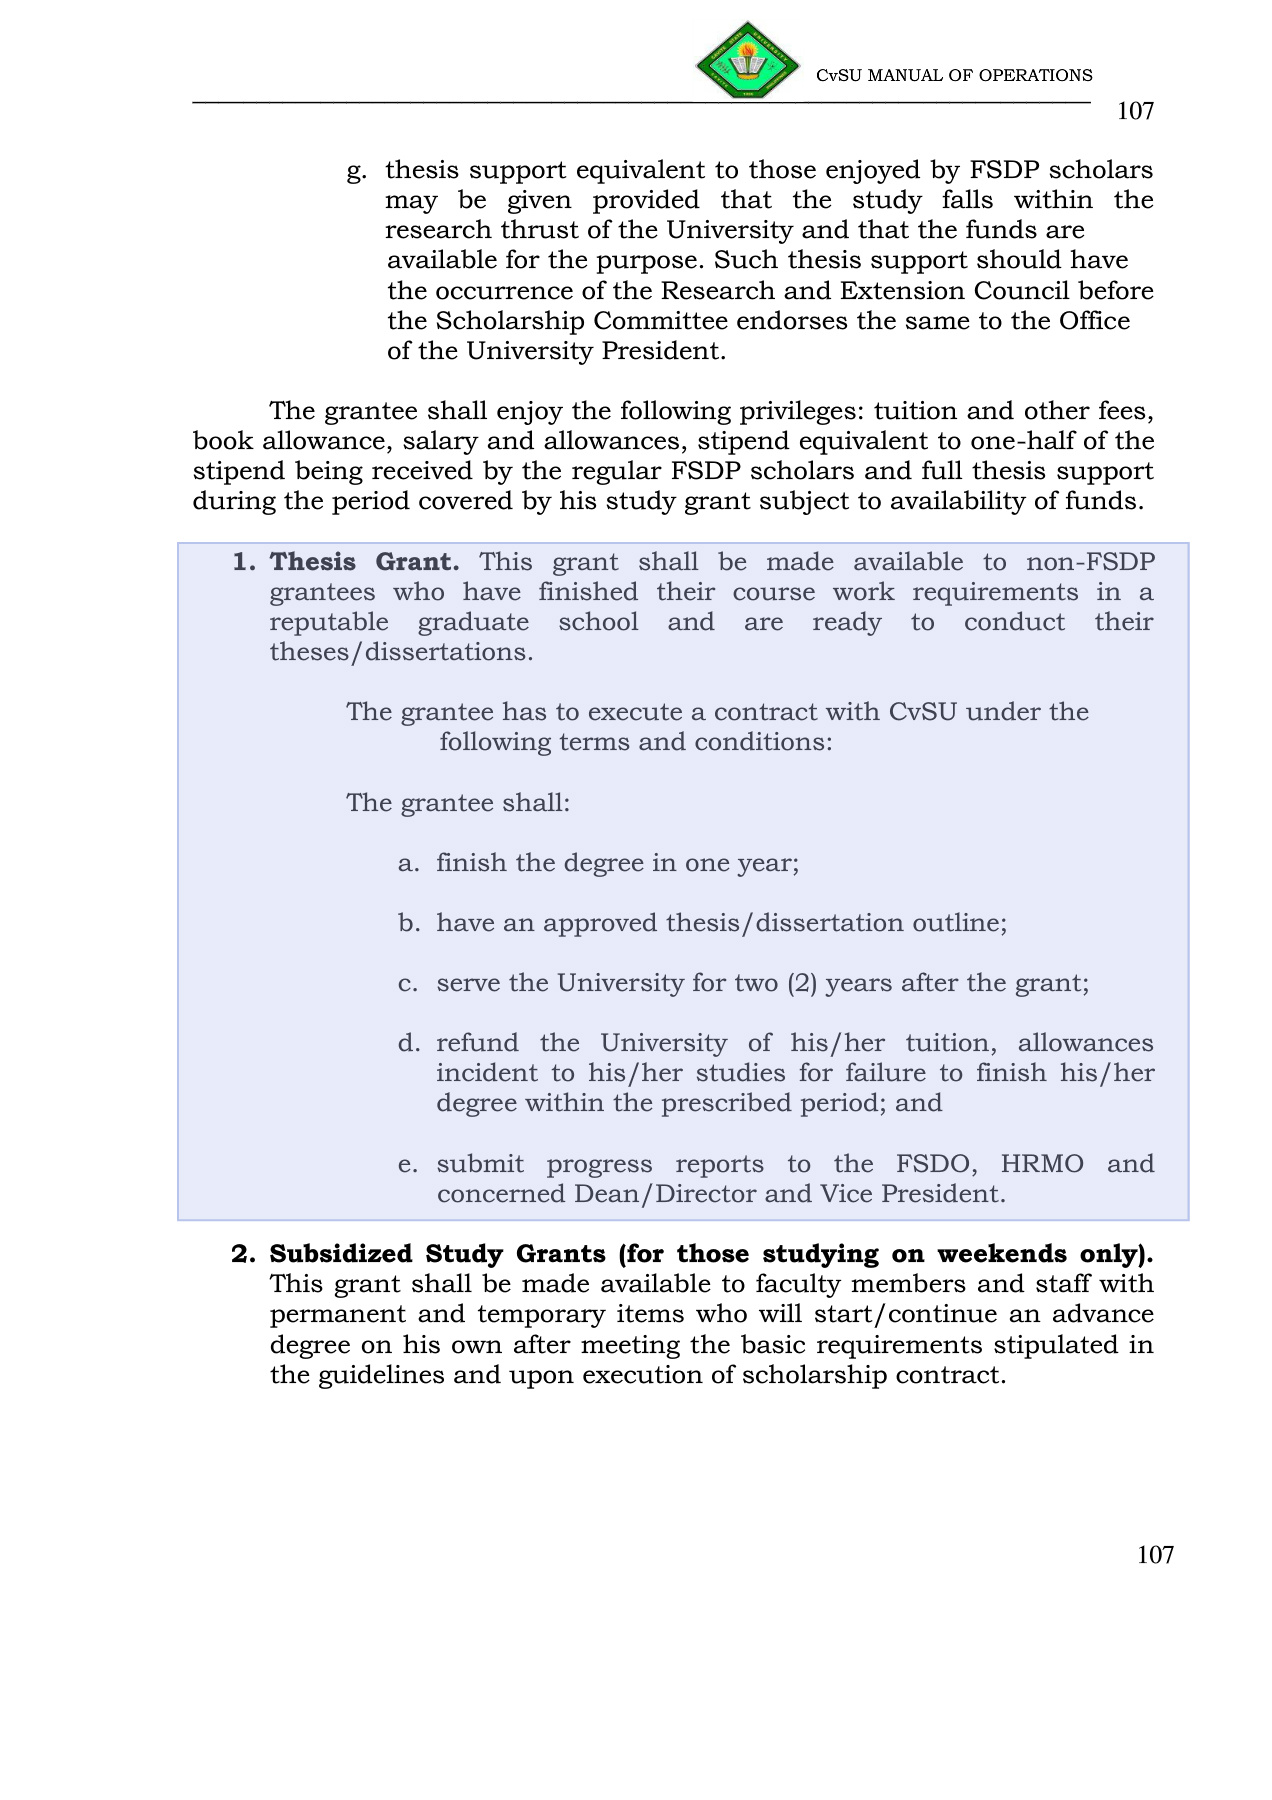 CvSU MANUAL OF OPERATIONS
107
g. thesis support equivalent to those enjoyed by FSDP scholars
may be given provided that the study falls within the
research thrust of the University and that the funds are
available for the purpose. Such thesis support should have
the occurrence of the Research and Extension Council before
the Scholarship Committee endorses the same to the Office
of the University President.
The grantee shall enjoy the following privileges: tuition and other fees,
book allowance, salary and allowances, stipend equivalent to one-half of the
stipend being received by the regular FSDP scholars and full thesis support
during the period covered by his study grant subject to availability of funds.
1. Thesis Grant. This grant shall be made available to non-FSDP
grantees who have finished their course work requirements in a
reputable graduate school and are ready to conduct their
theses/dissertations.
The grantee has to execute a contract with CvSU under the
following terms and conditions:
The grantee shall:
a. finish the degree in one year;
b. have an approved thesis/dissertation outline;
c. serve the University for two (2) years after the grant;
d. refund the University of his/her tuition, allowances
incident to his/her studies for failure to finish his/her
degree within the prescribed period; and
e. submit progress reports to the FSDO, HRMO and
concerned Dean/Director and Vice President.
2. Subsidized Study Grants (for those studying on weekends only).
This grant shall be made available to faculty members and staff with
permanent and temporary items who will start/continue an advance
degree on his own after meeting the basic requirements stipulated in
the guidelines and upon execution of scholarship contract.
107